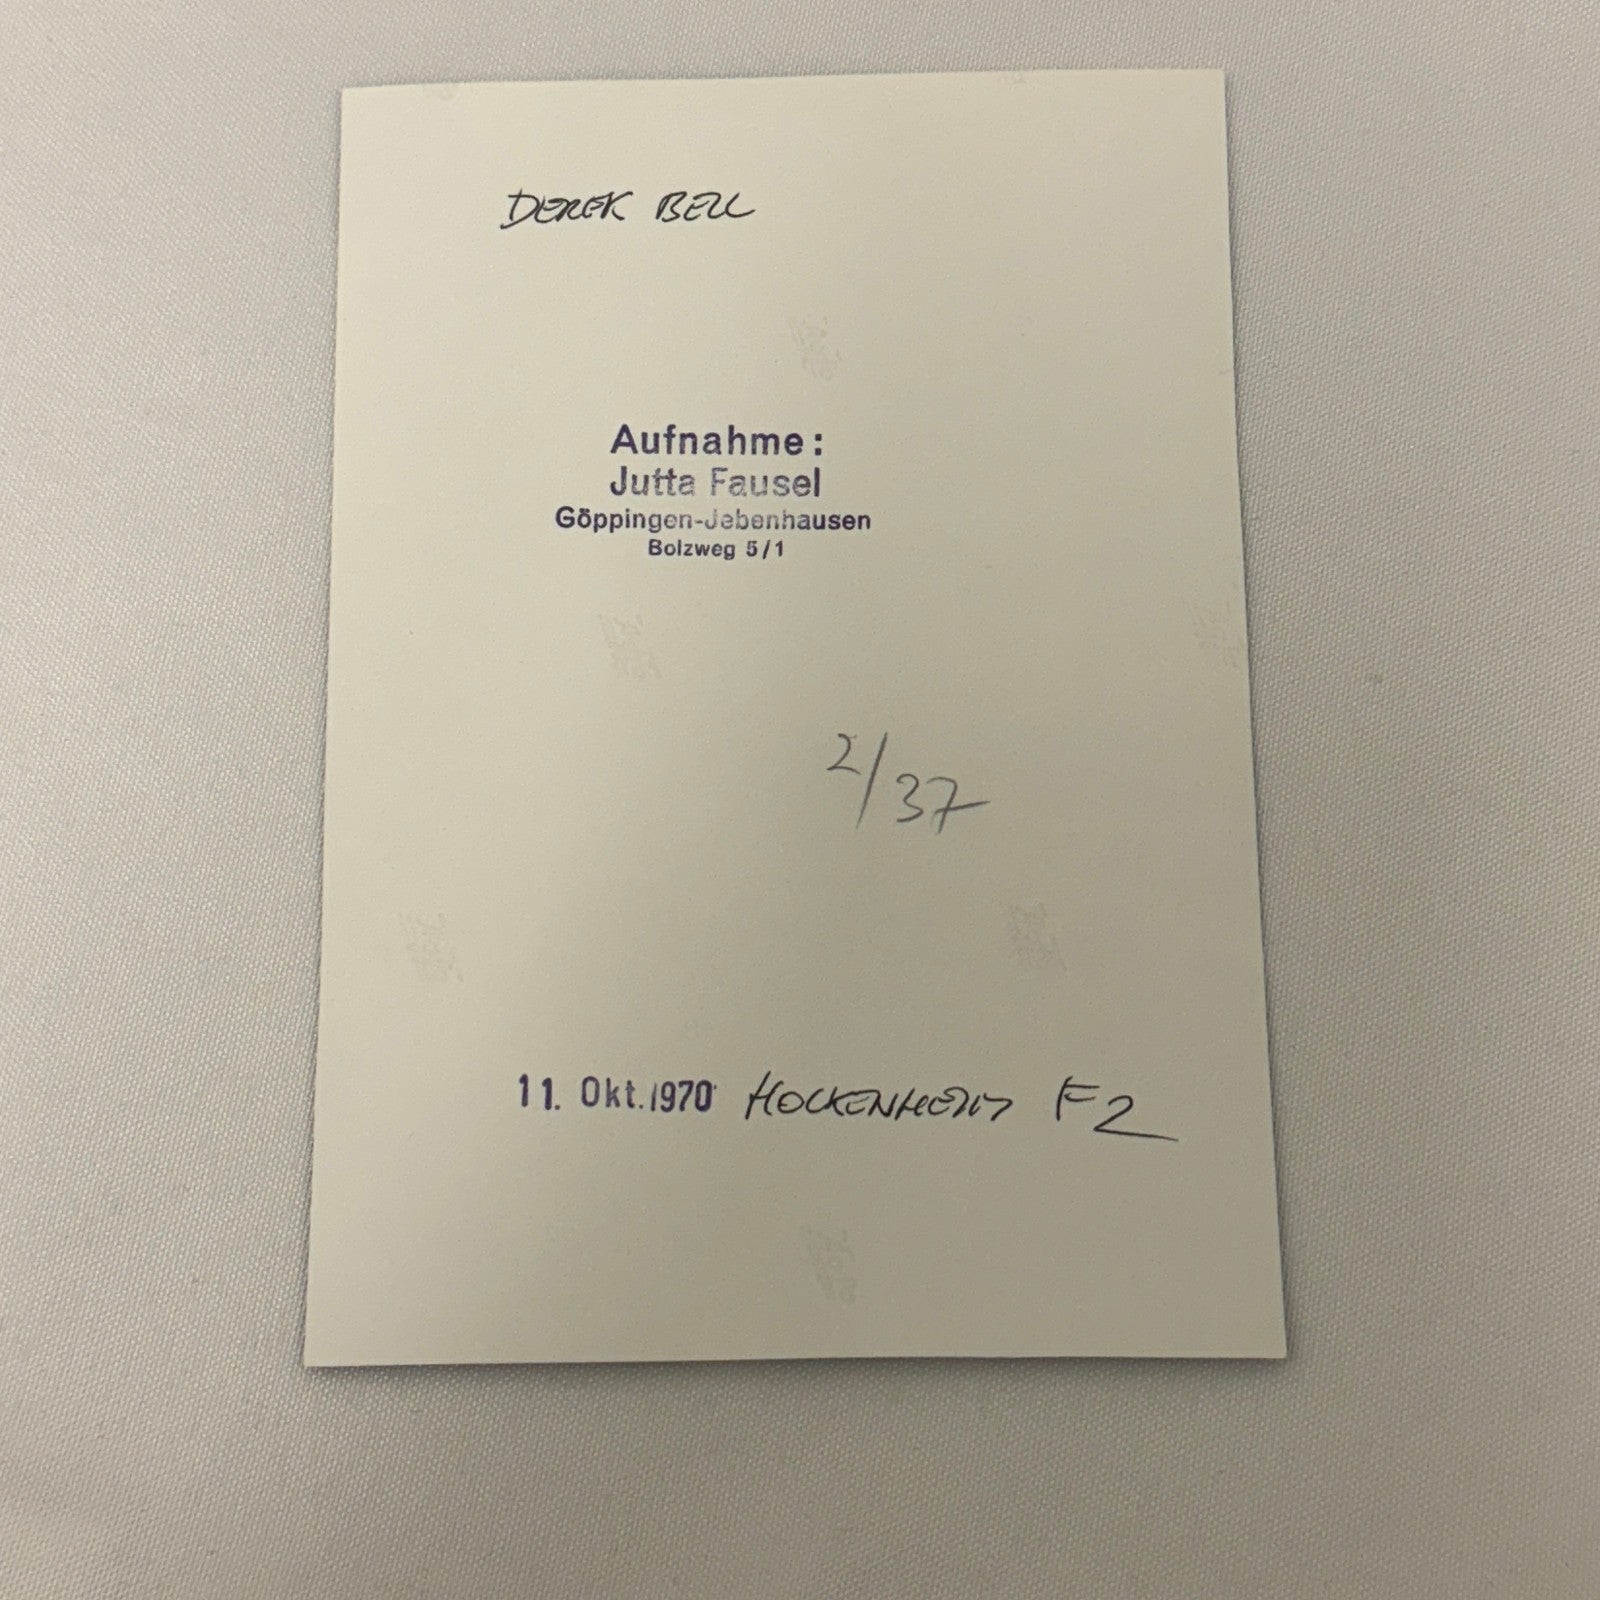 DEREK BELL
Aufnahme:
Jutta Fausel
Göppingen-Jebenhausen
Bolzweg 5/1
2/37
11. Okt. 1970 HOCKENHEIM F2